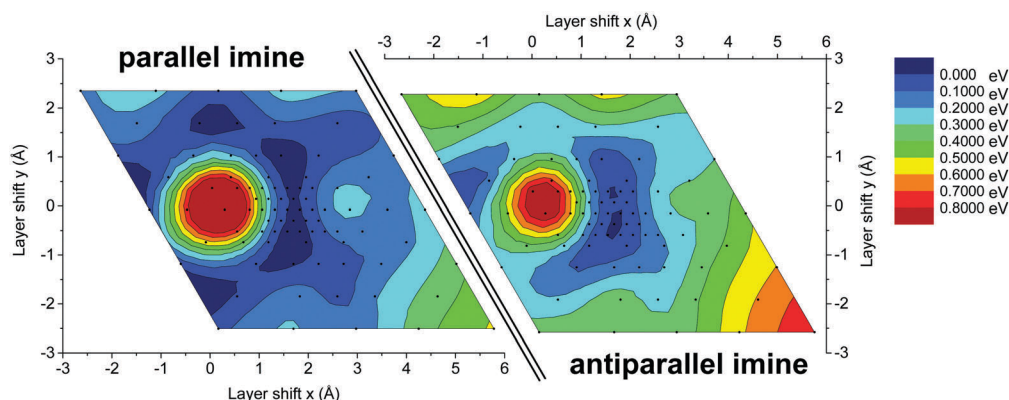 Layer shift x (Å)
-3 -2 -1 0 1 2 3 4 5 6
parallel imine
3
2
1
0
-1
-2
-3
Layer shift y (Å)
-3 -2 -1 0 1 2 3 4 5 6
Layer shift x (Å)
3
2
1
0
-1
-2
-3
Layer shift y (Å)
antiparallel imine
0.000 eV
0.1000 eV
0.2000 eV
0.3000 eV
0.4000 eV
0.5000 eV
0.7000 eV
0.8000 eV